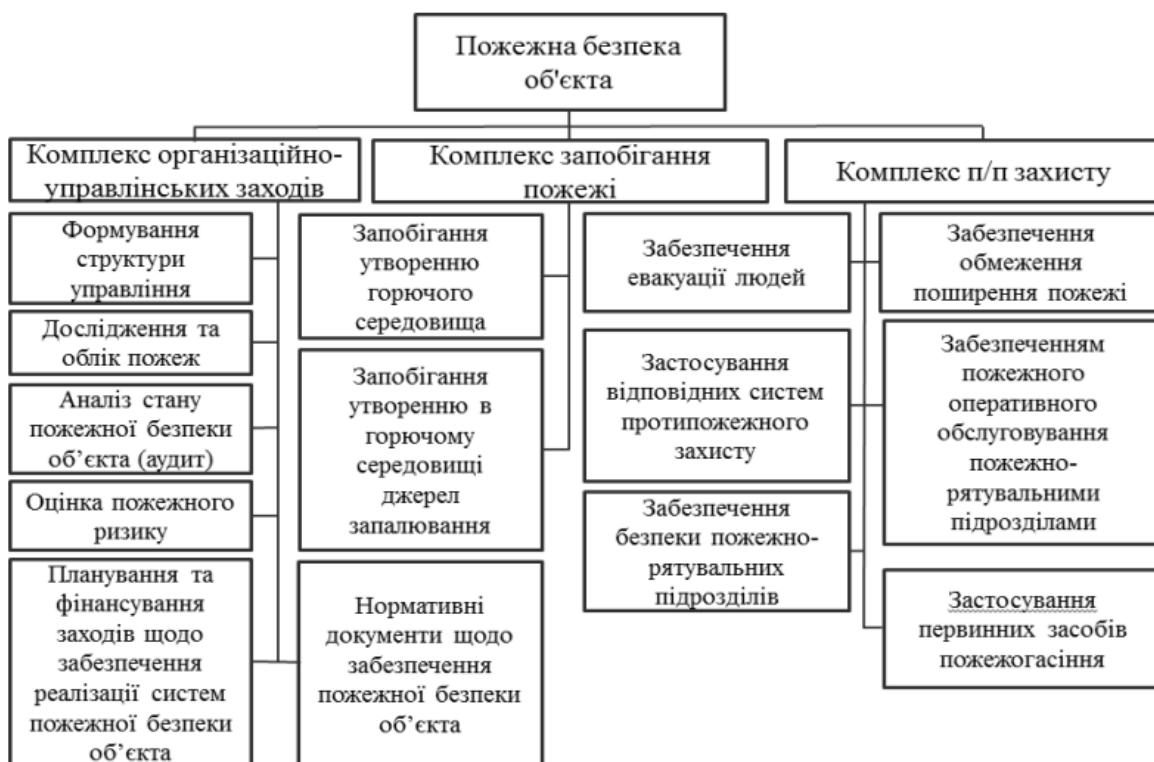 Пожежна безпека
об'єкта
Комплекс організаційно-
управлінських заходів
Комплекс запобігання
пожежі
Комплекс п/п захисту
Формування
структури
управління
Дослідження та
облік пожеж
Аналіз стану
пожежної безпеки
об’єкта (аудит)
Оцінка пожежного
ризику
Планування та
фінансування
заходів щодо
забезпечення
реалізації систем
пожежної безпеки
об’єкта
Запобігання
утворенню
горючого
середовища
Запобігання
утворенню в
горючому
середовищі
джерел
запалювання
Нормативні
документи щодо
забезпечення
пожежної безпеки
об’єкта
Забезпечення
евакуації людей
Застосування
відповідних систем
протипожежного
захисту
Забезпечення
безпеки пожежно-
рятувальних
підрозділів
Забезпечення
обмеження
поширення пожежі
Забезпеченням
пожежного
оперативного
обслуговування
пожежно-
рятувальними
підрозділами
Застосування
первинних засобів
пожежогасіння